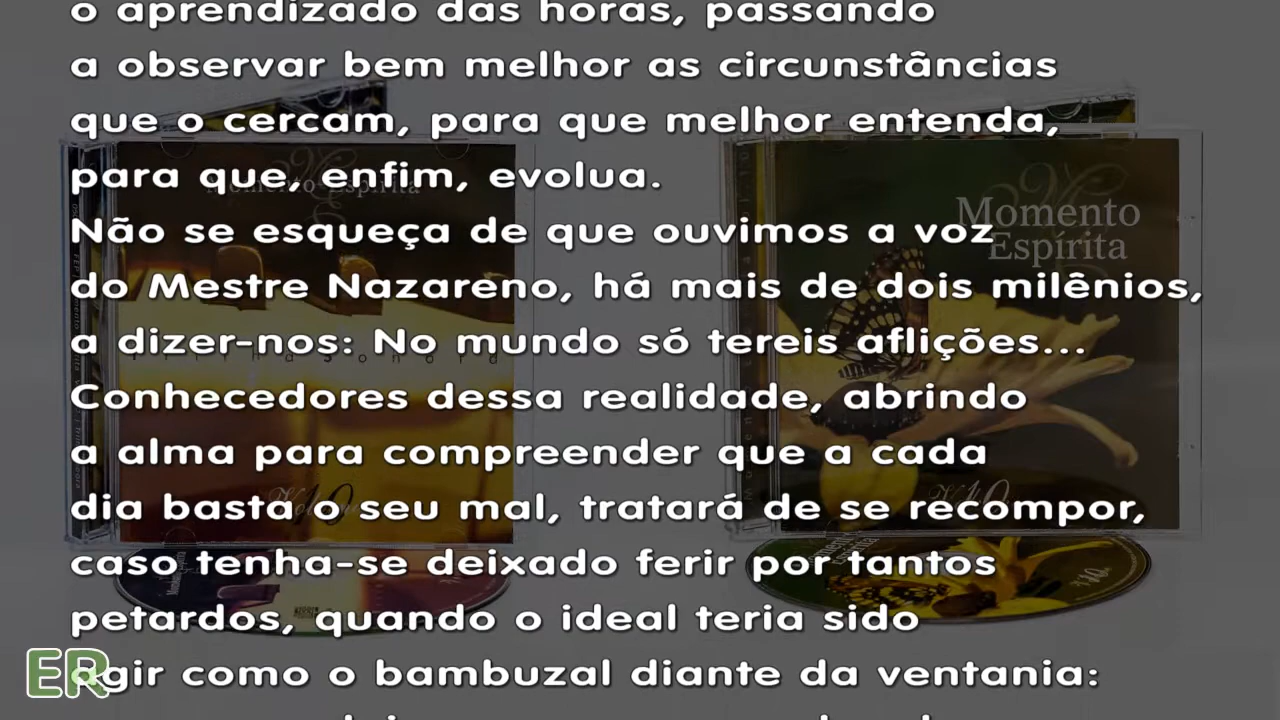 o aprendizado das horas, passando
a observar bem melhor as circunstâncias
que o cercam, para que melhor entenda,
para que, enfim, evolua.
Não se esqueça de que ouvimos a voz
do Mestre Nazareno, há mais de dois milênios,
a dizer-nos: No mundo só tereis aflições...
Conhecedores dessa realidade, abrindo
a alma para compreender que a cada
dia basta o seu mal, tratará de se recompor,
caso tenha-se deixado ferir por tantos
petardos, quando o ideal teria sido
agir como o bambuzal diante da ventania:
Momento Espírita
Momento
Espírita
ER